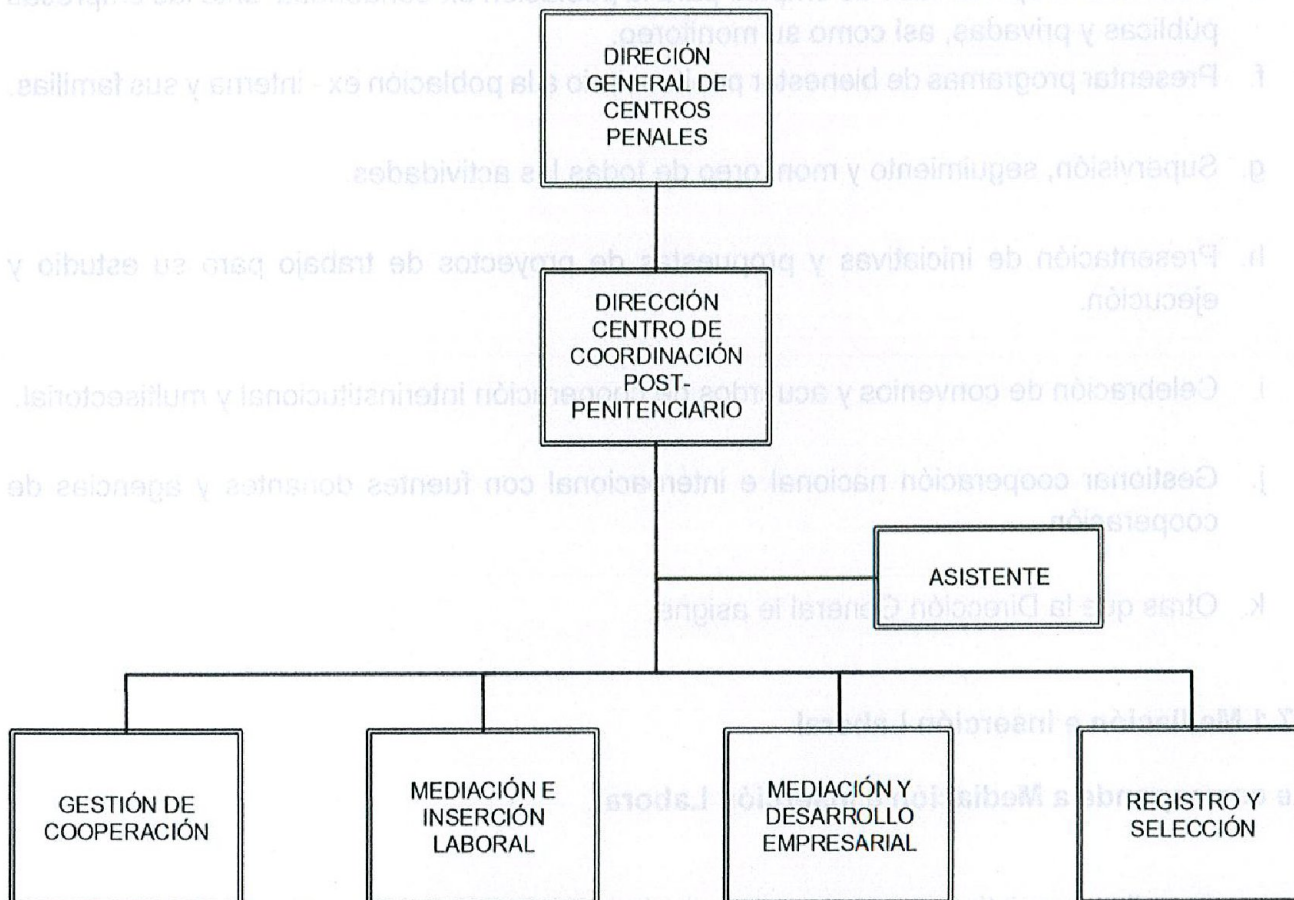 DIRECIÓN
GENERAL DE
CENTROS
PENALES
DIRECCIÓN
CENTRO DE
COORDINACIÓN
POST-
PENITENCIARIO
ASISTENTE
GESTIÓN DE
COOPERACIÓN
MEDIACIÓN E
INSERCIÓN
LABORAL
MEDIACIÓN Y
DESARROLLO
EMPRESARIAL
REGISTRO Y
SELECCIÓN
públicas y privadas, así como su monitoreo.
f. Presentar programas de bienestar a la población ex - interna y sus familias.
g. Supervisión, seguimiento y monitoreo de todas las actividades.
h. Presentación de iniciativas y propuestas de proyectos de trabajo paro su estudio y
ejecución.
i. Celebración de convenios y acuerdos de cooperación interinstitucional y multisectorial.
j. Gestionar cooperación nacional e internacional con fuentes donantes y agencias de
cooperación.
k. Otras que la Dirección General le asigne.
7.1 Mediación e inserción Laboral